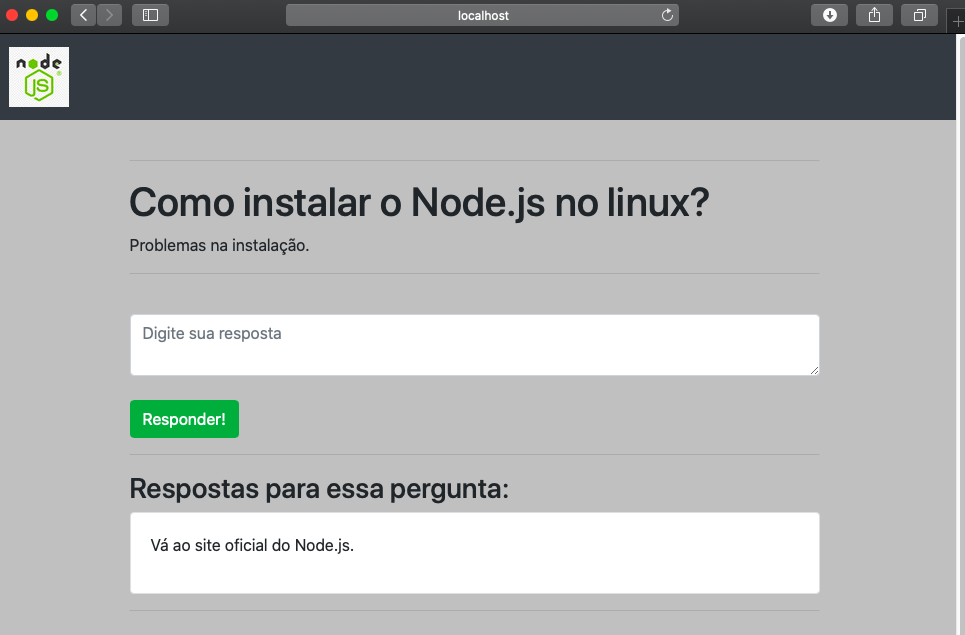 localhost
node
JS
Como instalar o Node.js no linux?
Problemas na instalação.
Digite sua resposta
Responder!
Respostas para essa pergunta:
Vá ao site oficial do Node.js.